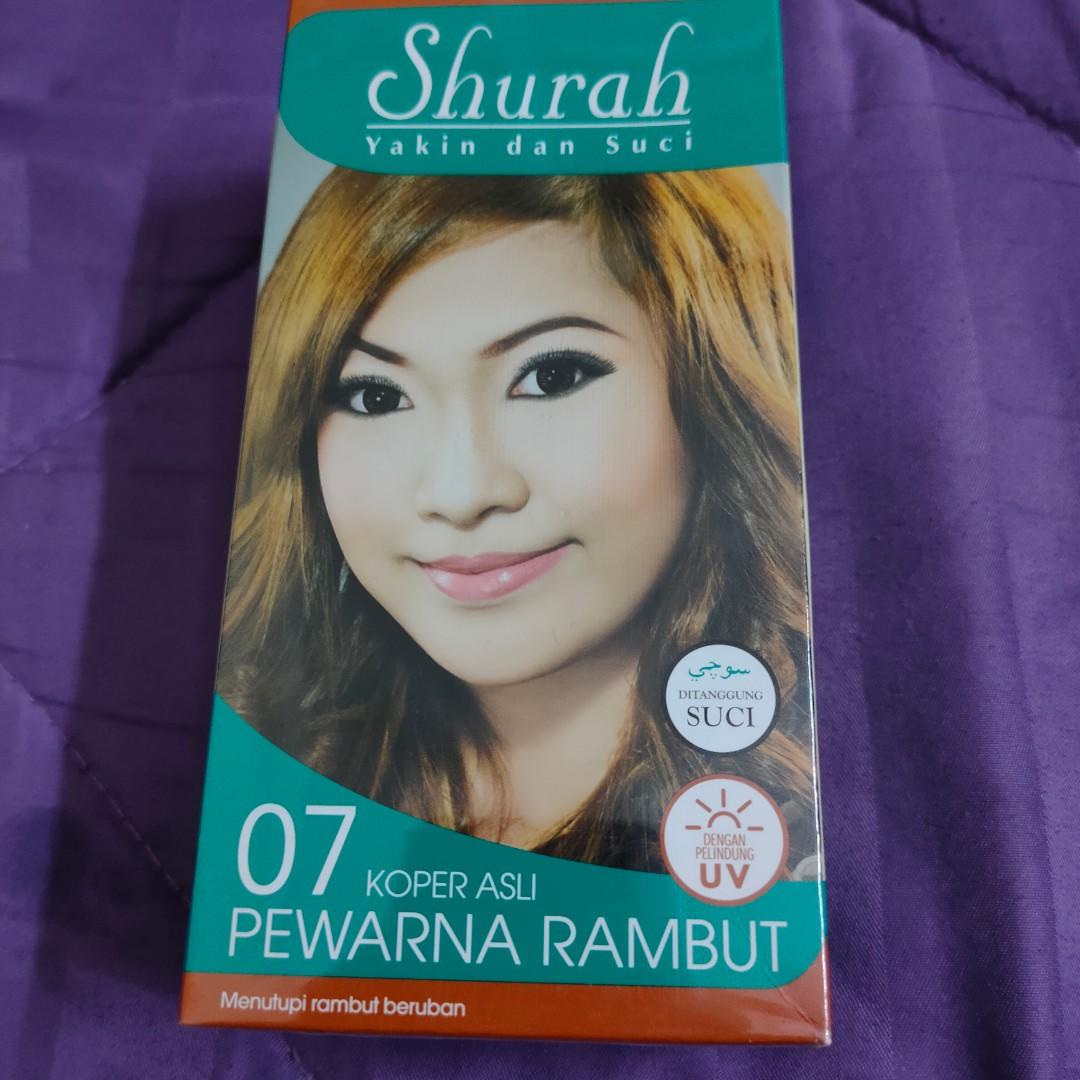 Shurah
Yakin dan Suci
سوچي
DITANGGUNG
SUCI
DENGAN
PELINDUNG
UV
07 KOPER ASLI
PEWARNA RAMBUT
Menutupi rambut beruban